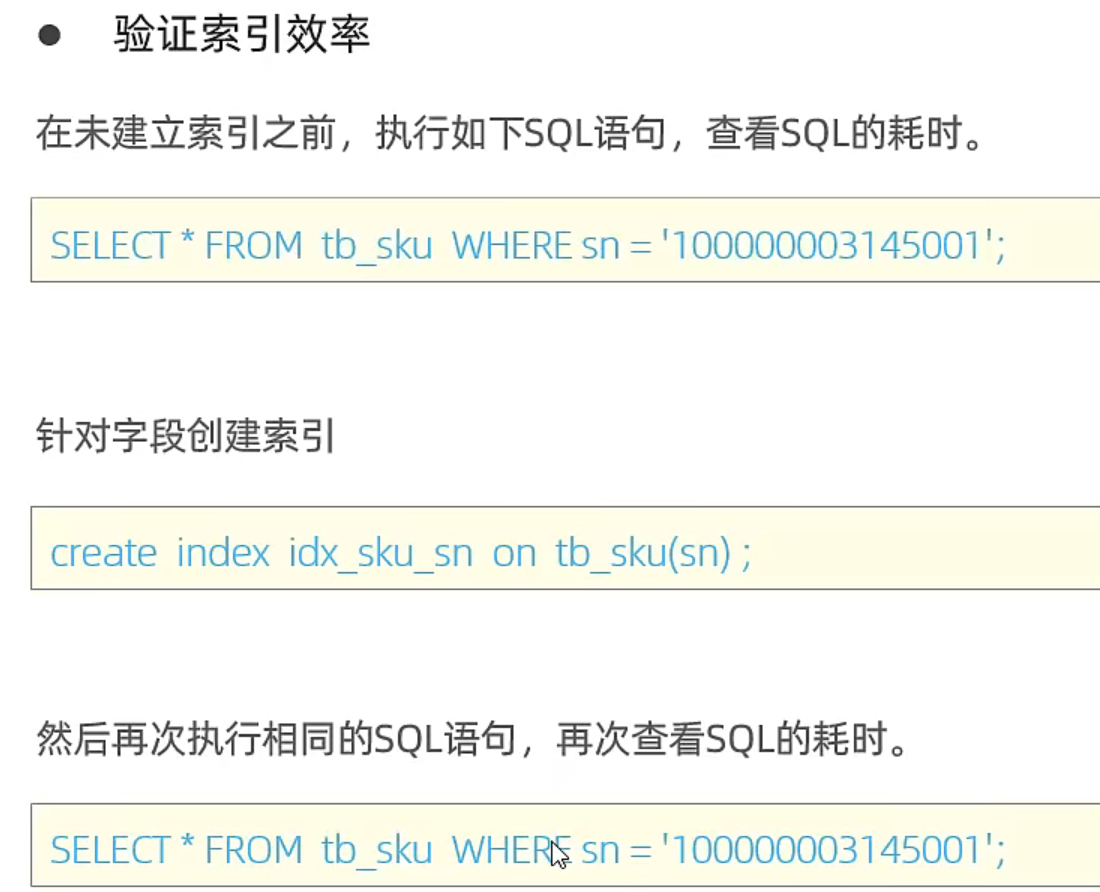 ● 验证索引效率
在未建立索引之前，执行如下SQL语句，查看SQL的耗时。
SELECT * FROM tb_sku WHERE sn = '100000003145001';
针对字段创建索引
create index idx_sku_sn on tb_sku(sn) ;
然后再次执行相同的SQL语句，再次查看SQL的耗时。
SELECT * FROM tb_sku WHERE sn = '100000003145001';